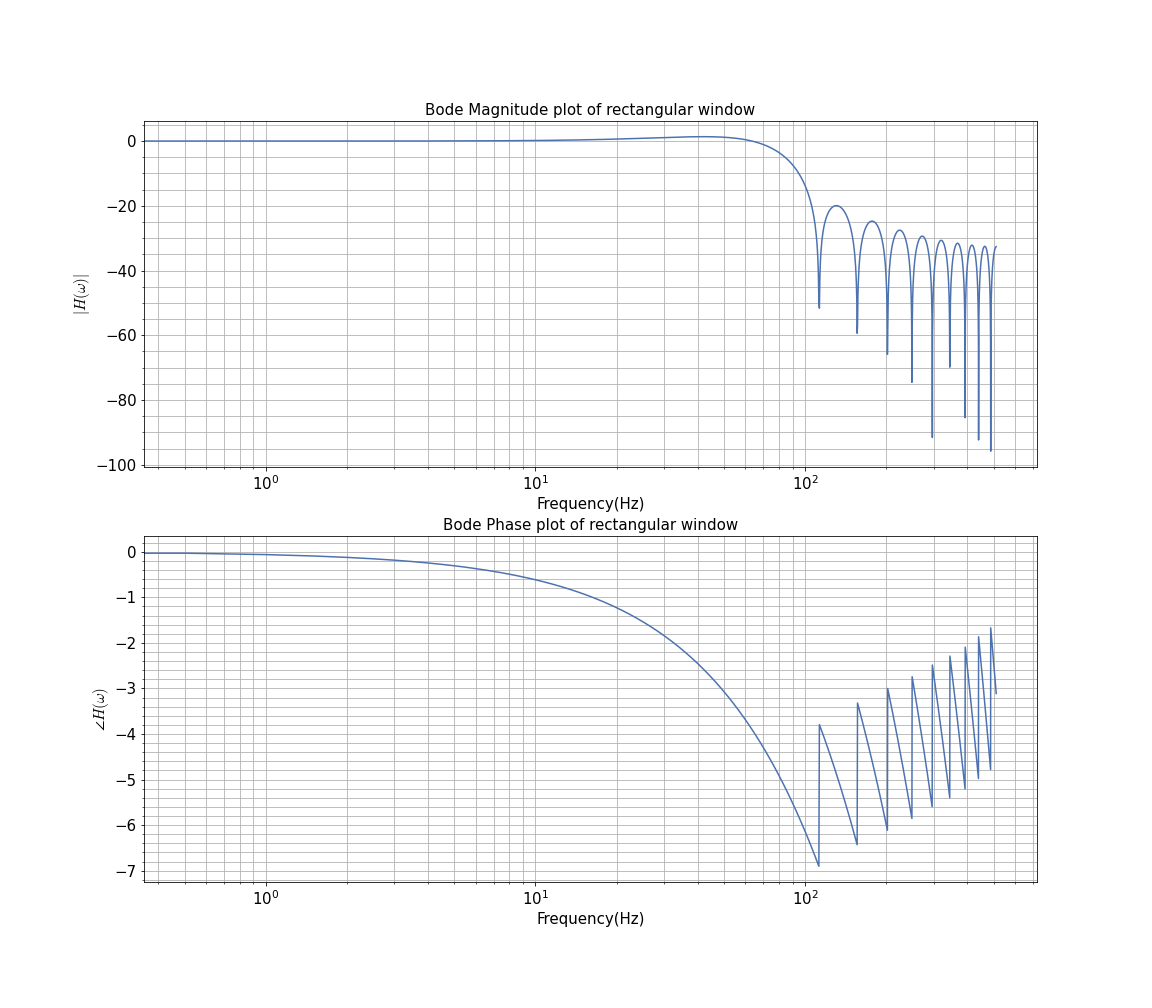 Bode Magnitude plot of rectangular window
0
−20
−40
−60
−80
−100
|H(ω)|
10⁰ 10¹ 10²
Frequency(Hz)
Bode Phase plot of rectangular window
0
−1
−2
−3
−4
−5
−6
−7
∠H(ω)
10⁰ 10¹ 10²
Frequency(Hz)